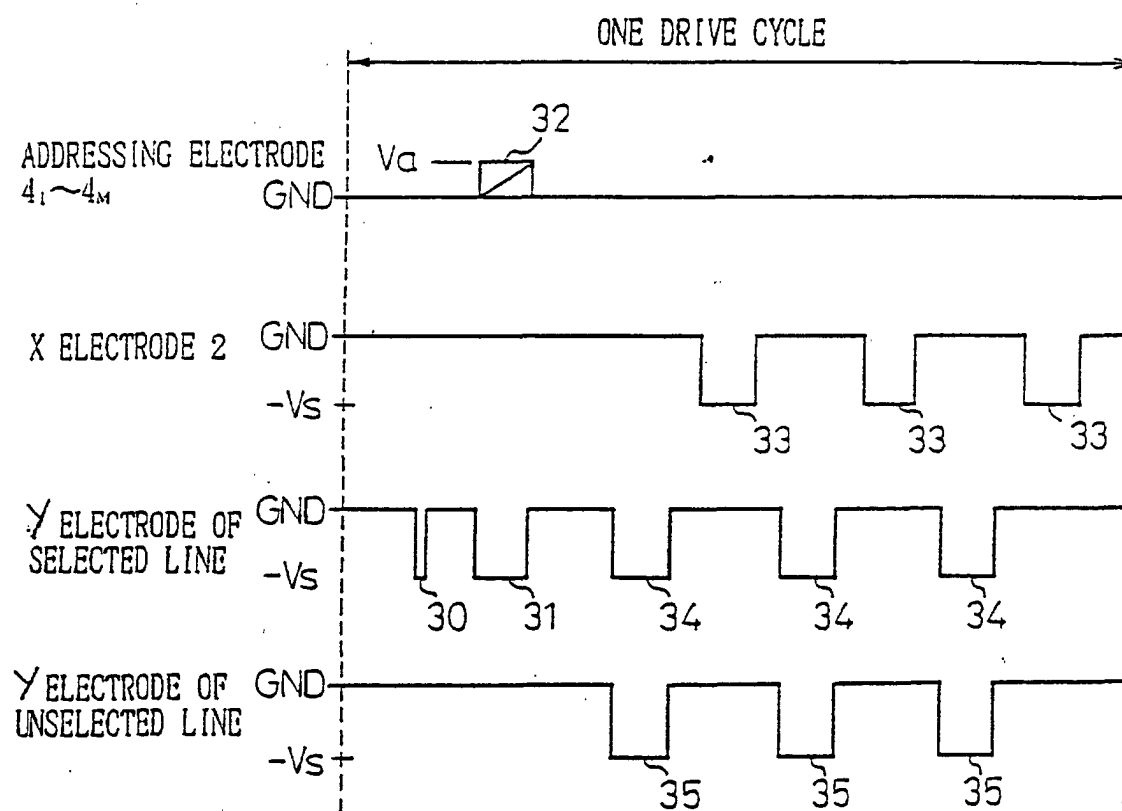 ONE DRIVE CYCLE
32
ADDRESSING ELECTRODE
4₁~4ᴍ
Va
GND
X ELECTRODE 2
GND
-Vs
33
33
33
Y ELECTRODE OF
SELECTED LINE
GND
-Vs
30
31
34
34
34
Y ELECTRODE OF
UNSELECTED LINE
GND
-Vs
35
35
35